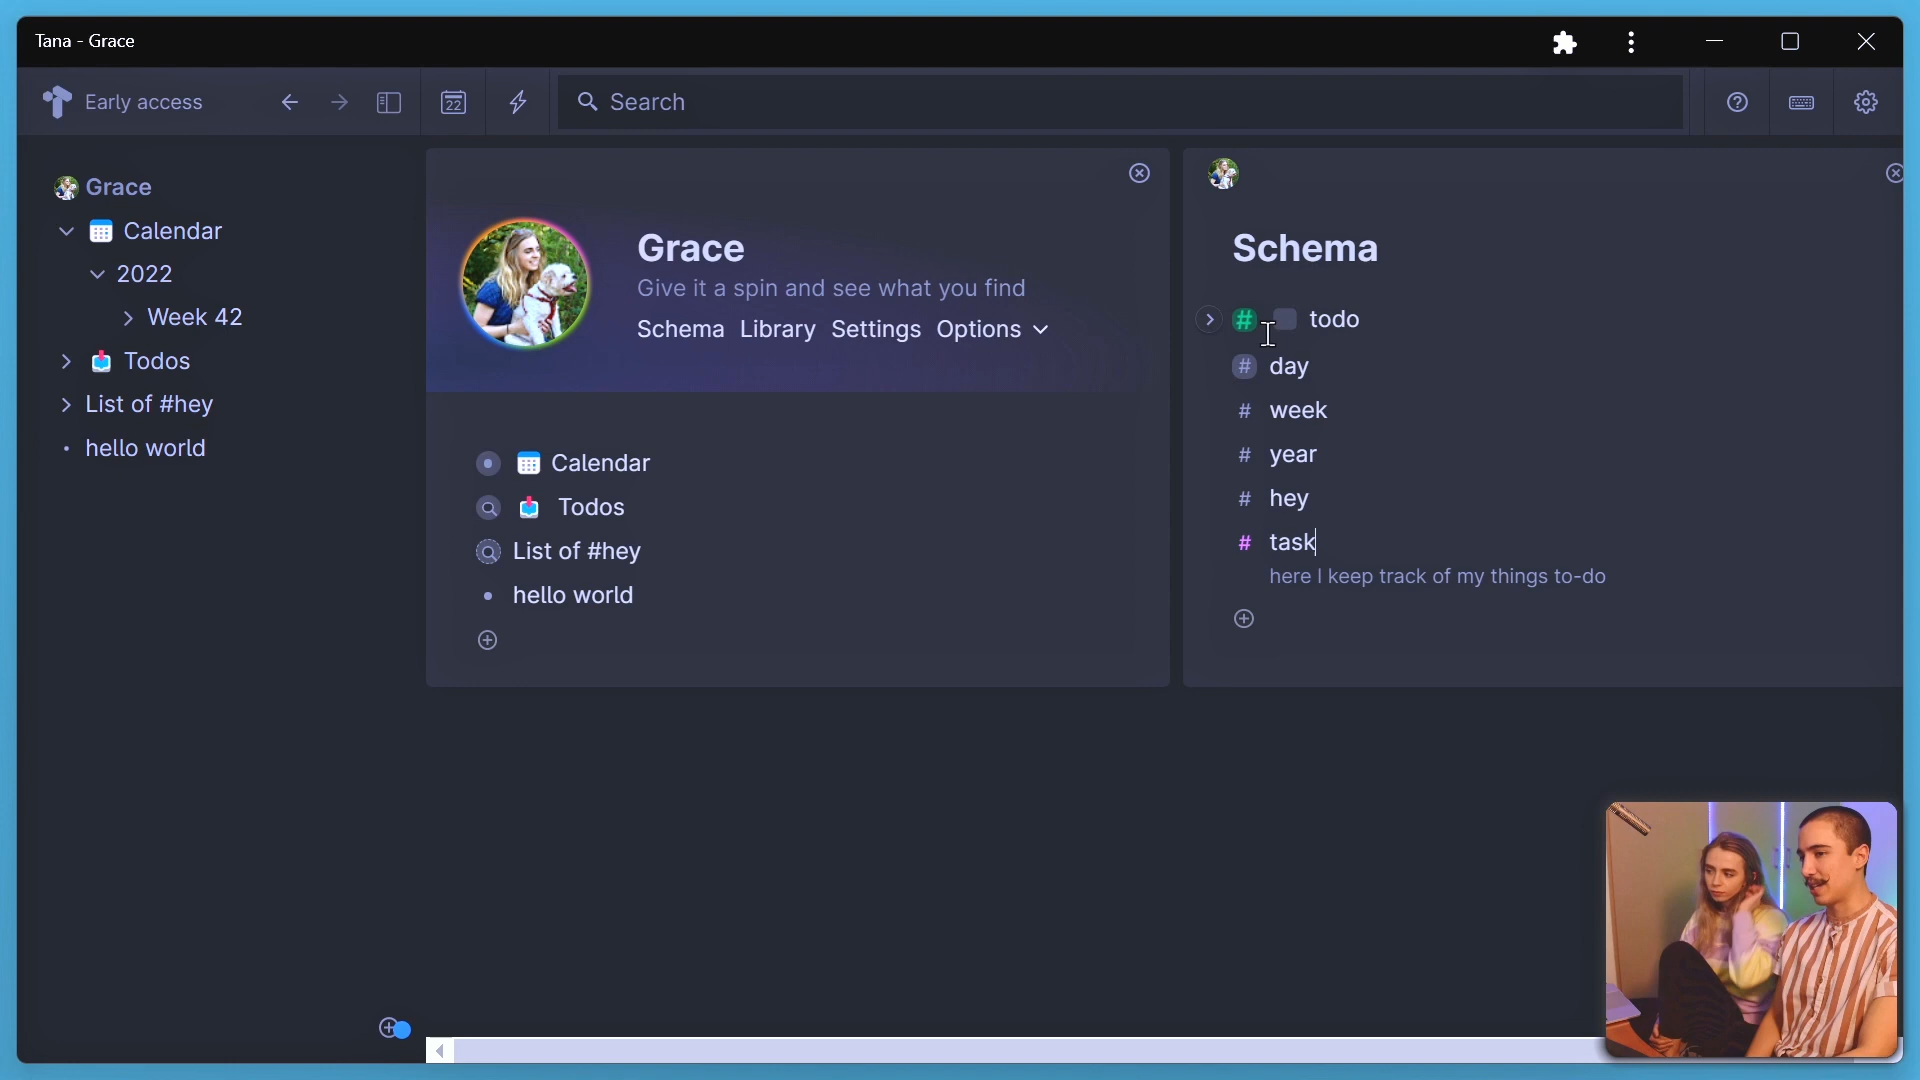 Tana - Grace
Early access
22
Search
Grace
Calendar
2022
Week 42
Todos
List of #hey
hello world
Grace
Give it a spin and see what you find
Schema Library Settings Options
Calendar
Todos
List of #hey
hello world
Schema
# todo
# day
# week
# year
# hey
# task
here I keep track of my things to-do